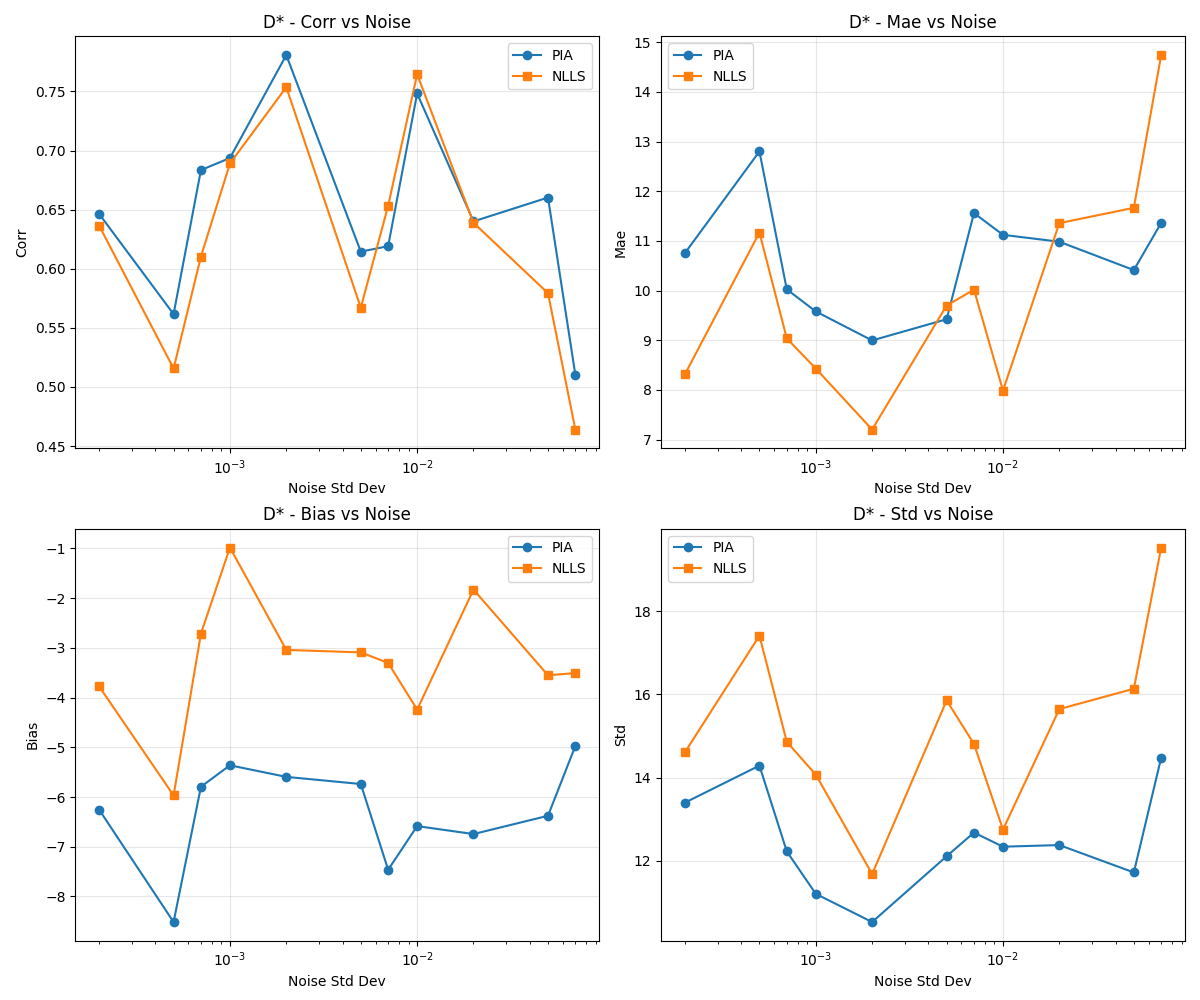 D* - Corr vs Noise
Corr
0.75
0.70
0.65
0.60
0.55
0.50
0.45
10⁻³
10⁻²
Noise Std Dev
PIA
NLLS
D* - Mae vs Noise
Mae
15
14
13
12
11
10
9
8
7
10⁻³
10⁻²
Noise Std Dev
PIA
NLLS
D* - Bias vs Noise
Bias
−1
−2
−3
−4
−5
−6
−7
−8
10⁻³
10⁻²
Noise Std Dev
PIA
NLLS
D* - Std vs Noise
Std
18
16
14
12
10⁻³
10⁻²
Noise Std Dev
PIA
NLLS